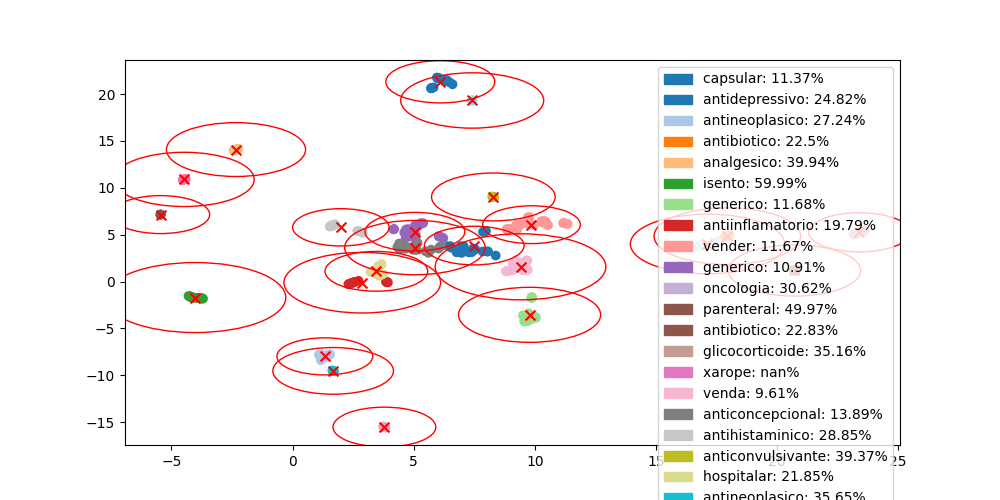 20
15
10
5
0
−5
−10
−15
−5
0
5
10
15
20
25
capsular: 11.37%
antidepressivo: 24.82%
antineoplasico: 27.24%
antibiotico: 22.5%
analgesico: 39.94%
isento: 59.99%
generico: 11.68%
antiinflamatorio: 19.79%
vender: 11.67%
generico: 10.91%
oncologia: 30.62%
parenteral: 49.97%
antibiotico: 22.83%
glicocorticoide: 35.16%
xarope: nan%
venda: 9.61%
anticoncepcional: 13.89%
antihistaminico: 28.85%
anticonvulsivante: 39.37%
hospitalar: 21.85%
antineoplasico: 35.65%